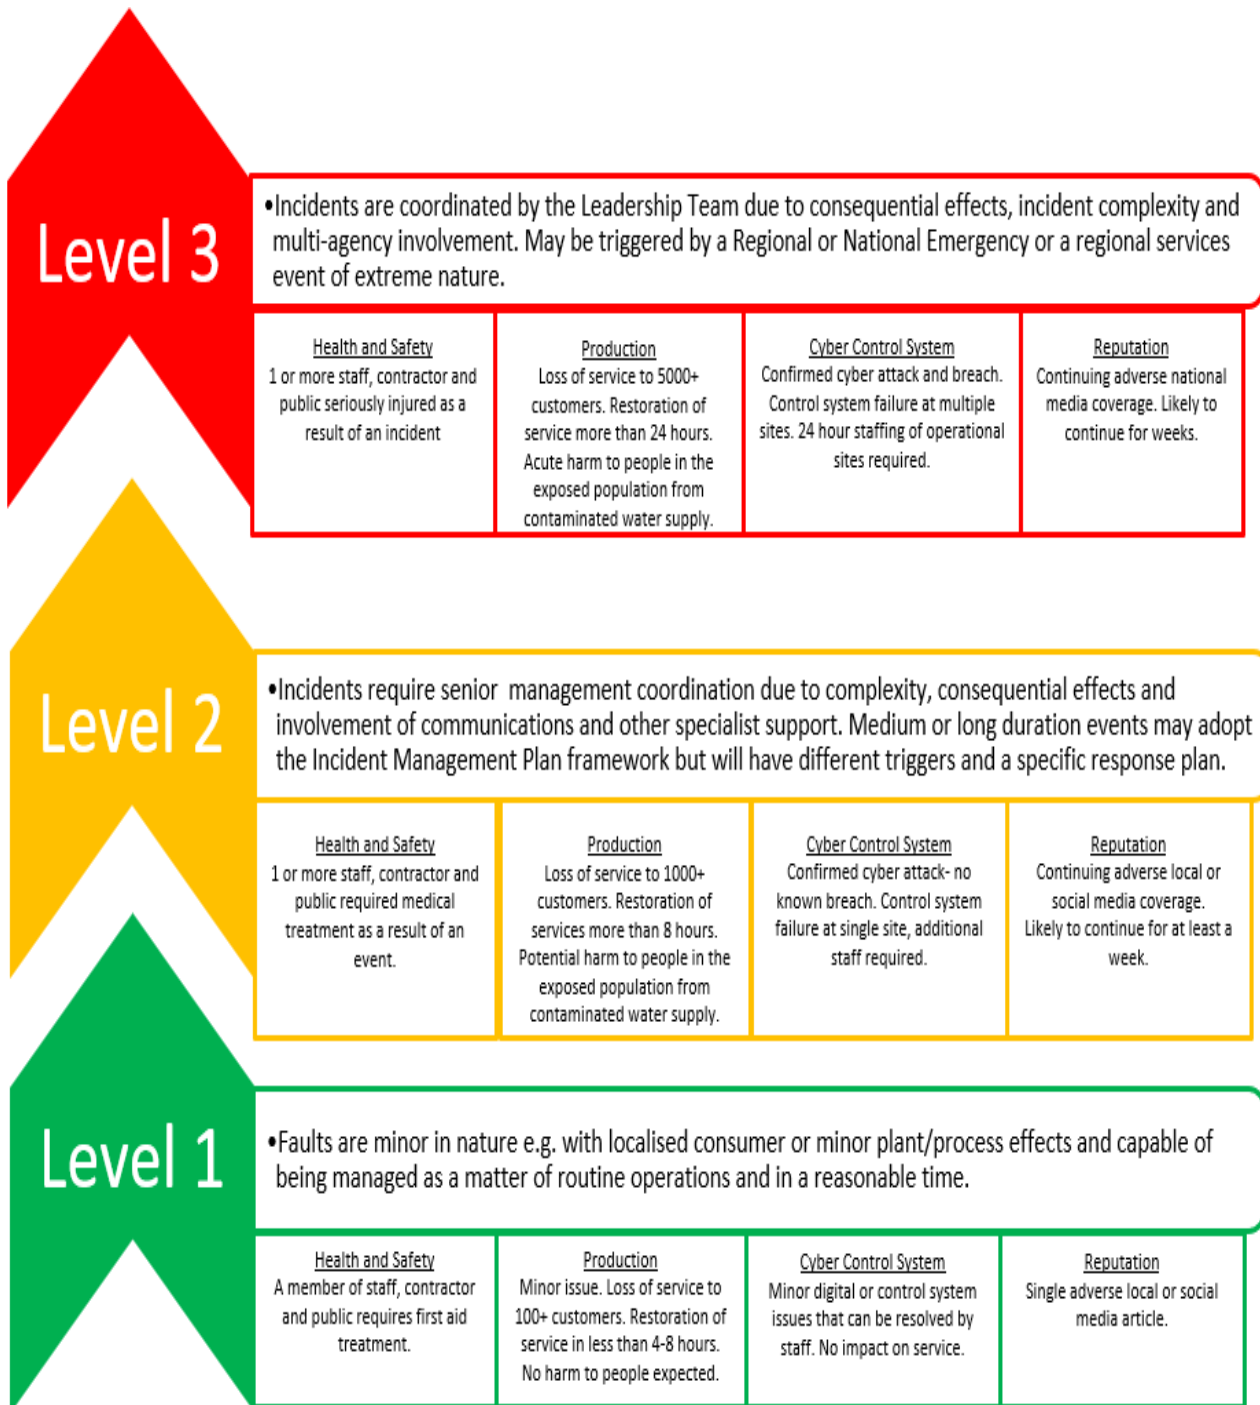 Level 3
•Incidents are coordinated by the Leadership Team due to consequential effects, incident complexity and
multi-agency involvement. May be triggered by a Regional or National Emergency or a regional services
event of extreme nature.
Health and Safety
1 or more staff, contractor and
public seriously injured as a
result of an incident
Production
Loss of service to 5000+
customers. Restoration of
service more than 24 hours.
Acute harm to people in the
exposed population from
contaminated water supply.
Cyber Control System
Confirmed cyber attack and breach.
Control system failure at multiple
sites. 24 hour staffing of operational
sites required.
Reputation
Continuing adverse national
media coverage. Likely to
continue for weeks.
Level 2
•Incidents require senior management coordination due to complexity, consequential effects and
involvement of communications and other specialist support. Medium or long duration events may adopt
the Incident Management Plan framework but will have different triggers and a specific response plan.
Health and Safety
1 or more staff, contractor and
public required medical
treatment as a result of an
event.
Production
Loss of service to 1000+
customers. Restoration of
services more than 8 hours.
Potential harm to people in the
exposed population from
contaminated water supply.
Cyber Control System
Confirmed cyber attack- no
known breach. Control system
failure at single site, additional
staff required.
Reputation
Continuing adverse local or
social media coverage.
Likely to continue for at least a
week.
Level 1
•Faults are minor in nature e.g. with localised consumer or minor plant/process effects and capable of
being managed as a matter of routine operations and in a reasonable time.
Health and Safety
A member of staff, contractor
and public requires first aid
treatment.
Production
Minor issue. Loss of service to
100+ customers. Restoration of
service in less than 4-8 hours.
No harm to people expected.
Cyber Control System
Minor digital or control system
issues that can be resolved by
staff. No impact on service.
Reputation
Single adverse local or social
media article.